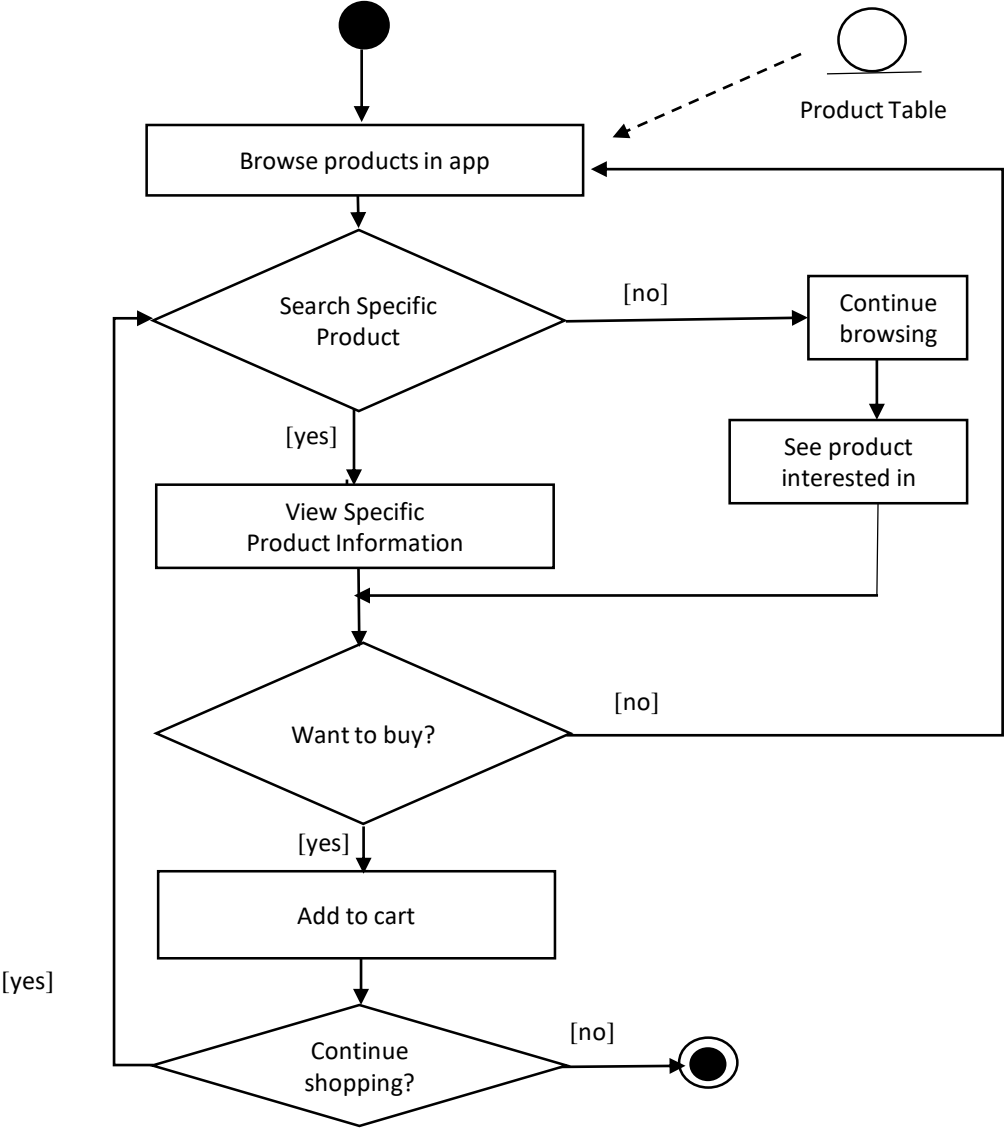 Product Table
Browse products in app
Search Specific
Product
[no]
Continue
browsing
[yes]
See product
interested in
View Specific
Product Information
Want to buy?
[no]
[yes]
Add to cart
[yes]
Continue
shopping?
[no]